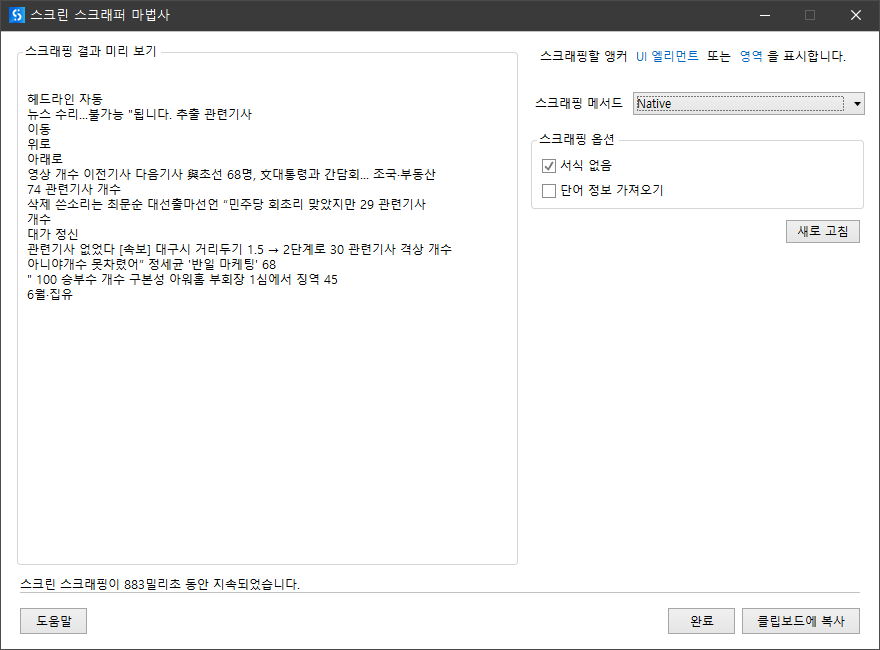 스크린 스크래퍼 마법사
스크래핑 결과 미리 보기
헤드라인 자동
뉴스 수리...불가능 "됩니다. 추출 관련기사
이동
위로
아래로
영상 개수 이전기사 다음기사 與초선 68명, 文대통령과 간담회... 조국·부동산
74 관련기사 개수
삭제 쓴소리는 최문순 대선출마선언 “민주당 회초리 맞았지만 29 관련기사
개수
대가 정신
관련기사 없었다 [속보] 대구시 거리두기 1.5 → 2단계로 30 관련기사 격상 개수
아니야개수 못차렸어” 정세균 '반일 마케팅' 68
" 100 승부수 개수 구본성 아워홈 부회장 1심에서 징역 45
6월·집유
스크래핑할 앵커 UI 엘리먼트 또는 영역 을 표시합니다.
스크래핑 메서드 Native
스크래핑 옵션
서식 없음
단어 정보 가져오기
새로 고침
스크린 스크래핑이 883밀리초 동안 지속되었습니다.
도움말
완료
클립보드에 복사